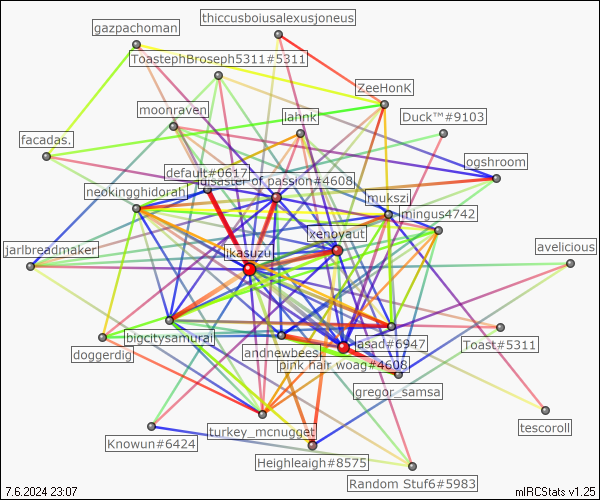 thiccusboiusalexusjoneus
gazpachoman
ToastephBroseph5311#5311
ZeeHonK
moonraven
lahnk
Duck™#9103
facadas.
ogshroom
default#0617
disaster of passion#4608
neokingghidorah
mukszi
mingus4742
xenoyaut
jkasuzu
avelicious
jarlbreadmaker
bigcitysamurai
asad#6947
Toast#5311
doggerdig
andnewbees
pink hair woag#4608
gregor_samsa
turkey_mcnugget
tescoroll
Knowun#6424
Heighleaigh#8575
Random Stuf6#5983
7.6.2024 23:07
mIRCStats v1.25